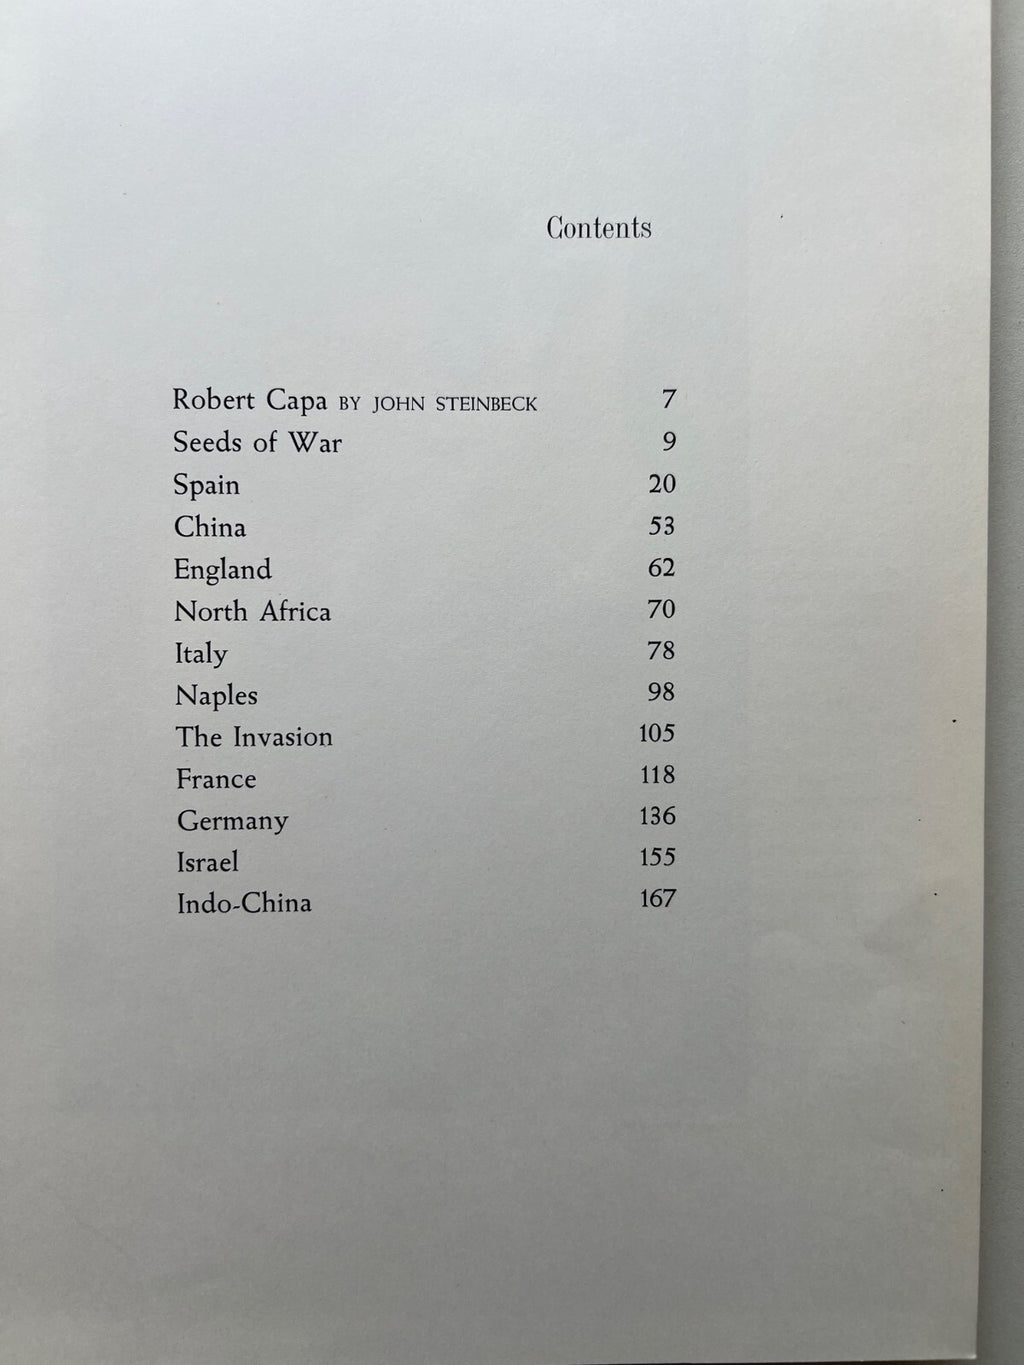 Contents
Robert Capa BY JOHN STEINBECK 7
Seeds of War 9
Spain 20
China 53
England 62
North Africa 70
Italy 78
Naples 98
The Invasion 105
France 118
Germany 136
Israel 155
Indo-China 167